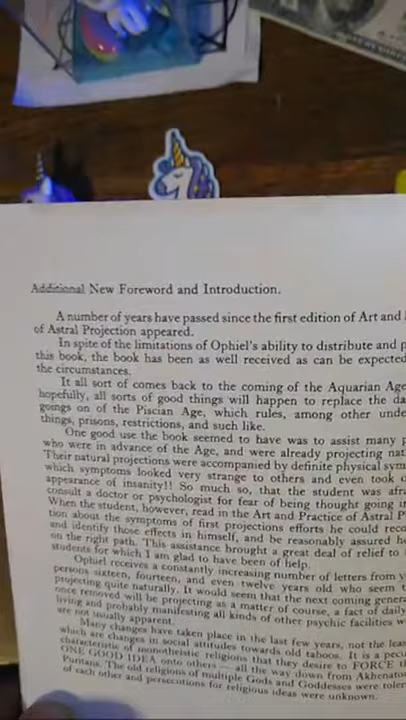 Additional New Foreword and Introduction.
A number of years have passed since the first edition of Art and
of Astral Projection appeared.
In spite of the limitations of Ophiel's ability to distribute and
this book, the book has been as well received as can be expected
the circumstances.
It all sort of comes back to the coming of the Aquarian Age
hopefully, all sorts of good things will happen to replace the
goings on of the Piscian Age, which rules, among other
things, prisons, restrictions, and such like.
One good use the book seemed to have was to assist many
who were in advance of the Age, and were already projecting
Their natural projections were accompanied by definite physical
which symptoms looked very strange to others and even took
appearance of insanity!! So much so, that the student was
consult a doctor or psychologist for fear of being thought going
When the student, however, read in the Art and Practice of Astral
tion about the symptoms of first projections efforts he could
and identify those effects in himself, and be reasonably assured
on the right path. This assistance brought a great deal of relief to
students for which I am glad to have been of help.
Ophiel receives a constantly increasing number of letters from
persons sixteen, fourteen, and even twelve years old who seem
projecting quite naturally. It would seem that the next coming
once removed will be projecting as a matter of course, a fact of daily
living and probably manifesting all kinds of other psychic facilities
are not usually apparent.
Many changes have taken place in the last few years, not the
which are changes in social attitudes towards old taboos. It is a
characteristic of monotheistic religions that they desire to FORCE
ONE GOOD IDEA onto others — all the way down from Akhenaton
Puritans. The old religions of multiple Gods and Goddesses were
of each other and persecutions for religious ideas were unknown.